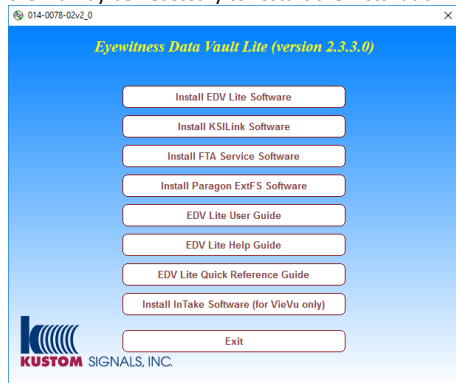 014-0078-02v2_0
Eyewitness Data Vault Lite (version 2.3.3.0)
Install EDV Lite Software
Install KSILink Software
Install FTA Service Software
Install Paragon ExtFS Software
EDV Lite User Guide
EDV Lite Help Guide
EDV Lite Quick Reference Guide
Install InTake Software (for VieVu only)
Exit
KUSTOM SIGNALS, INC.